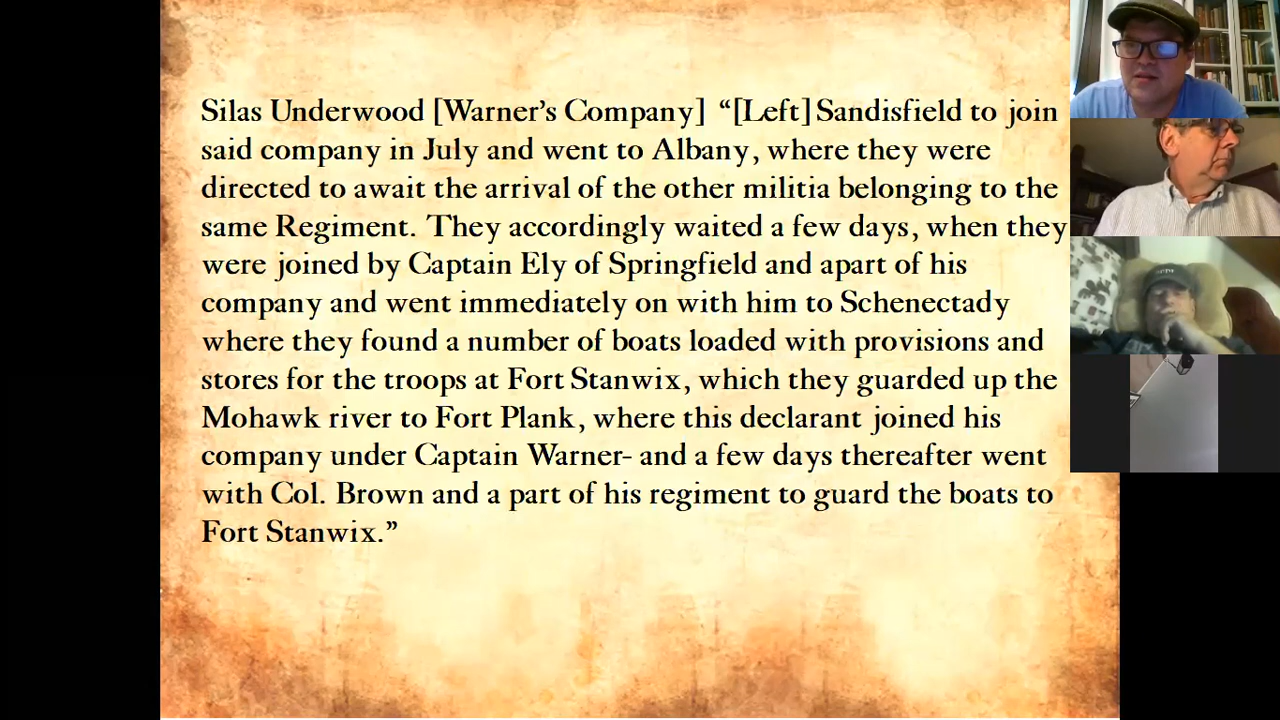 Silas Underwood [Warner's Company] “[Left] Sandisfield to join
said company in July and went to Albany, where they were
directed to await the arrival of the other militia belonging to the
same Regiment. They accordingly waited a few days, when they
were joined by Captain Ely of Springfield and apart of his
company and went immediately on with him to Schenectady
where they found a number of boats loaded with provisions and
stores for the troops at Fort Stanwix, which they guarded up the
Mohawk river to Fort Plank, where this declarant joined his
company under Captain Warner- and a few days thereafter went
with Col. Brown and a part of his regiment to guard the boats to
Fort Stanwix.”